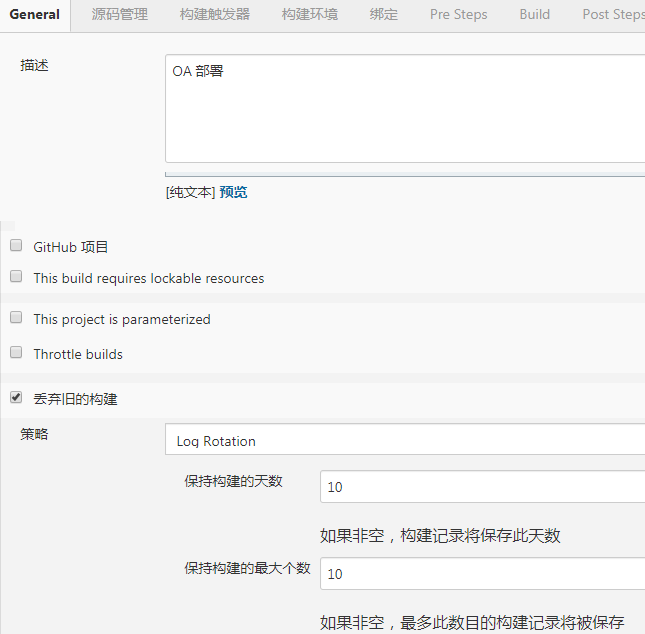 General 源码管理 构建触发器 构建环境 绑定 Pre Steps Build Post Steps
描述
OA 部署
[纯文本] 预览
GitHub 项目
This build requires lockable resources
This project is parameterized
Throttle builds
丢弃旧的构建
策略
Log Rotation
保持构建的天数
10
如果非空，构建记录将保存此天数
保持构建的最大个数
10
如果非空，最多此数目的构建记录将被保存